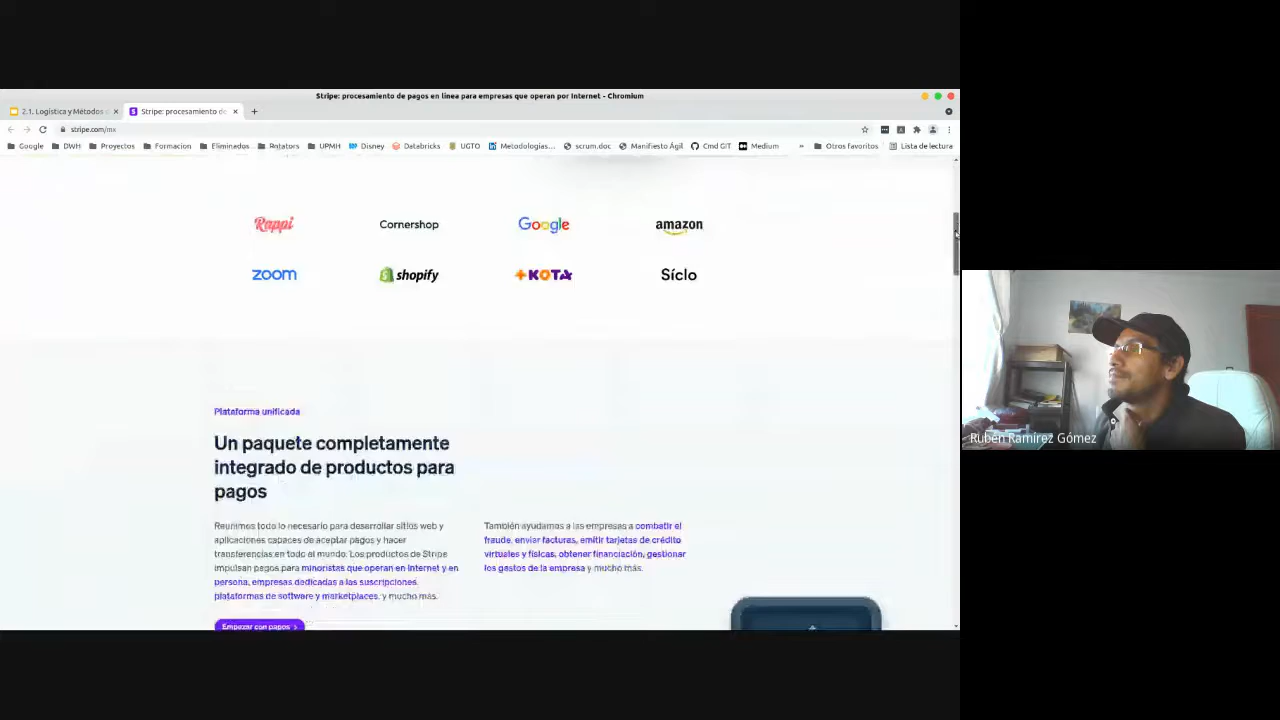 Stripe: procesamiento de pagos en línea para empresas que operan por Internet - Chromium
2.1. Logística y Métodos
Stripe: procesamiento de
stripe.com/mx
Google DWH Proyectos Formacion Eliminados... Rotators UPMH Disney Databricks UGTO Metodologías... scrum.doc Manifiesto Ágil Cmd GIT Medium » Otros favoritos Lista de lectura
Rappi Cornershop Google amazon
zoom shopify KOTA Síclo
Plataforma unificada
Un paquete completamente
integrado de productos para
pagos
Reunimos todo lo necesario para desarrollar sitios web y
aplicaciones capaces de aceptar pagos y hacer
transferencias en todo el mundo. Los productos de Stripe
impulsan pagos para minoristas que operan en Internet y en
persona, empresas dedicadas a las suscripciones,
plataformas de software y marketplaces, y mucho más.
También ayudamos a las empresas a combatir el
fraude, enviar facturas, emitir tarjetas de crédito
virtuales y físicas, obtener financiación, gestionar
los gastos de la empresa y mucho más.
Empezar con pagos >
Rubén Ramírez Gómez